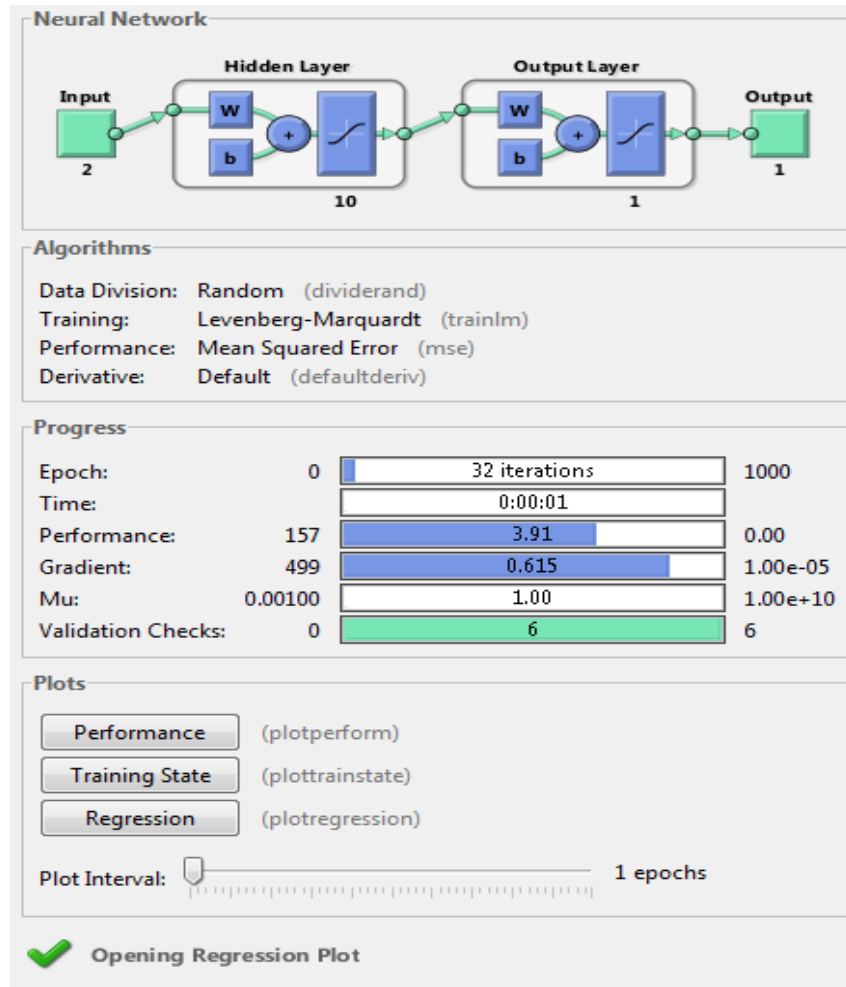 Neural Network
Hidden Layer Output Layer
Input Output
W W
+ +
b b
2 1
10 1
Algorithms
Data Division: Random (dividerand)
Training: Levenberg-Marquardt (trainlm)
Performance: Mean Squared Error (mse)
Derivative: Default (defaultderiv)
Progress
Epoch: 0 32 iterations 1000
Time: 0:00:01
Performance: 157 3.91 0.00
Gradient: 499 0.615 1.00e-05
Mu: 0.00100 1.00 1.00e+10
Validation Checks: 0 6 6
Plots
Performance (plotperform)
Training State (plottrainstate)
Regression (plotregression)
Plot Interval: 1 epochs
Opening Regression Plot